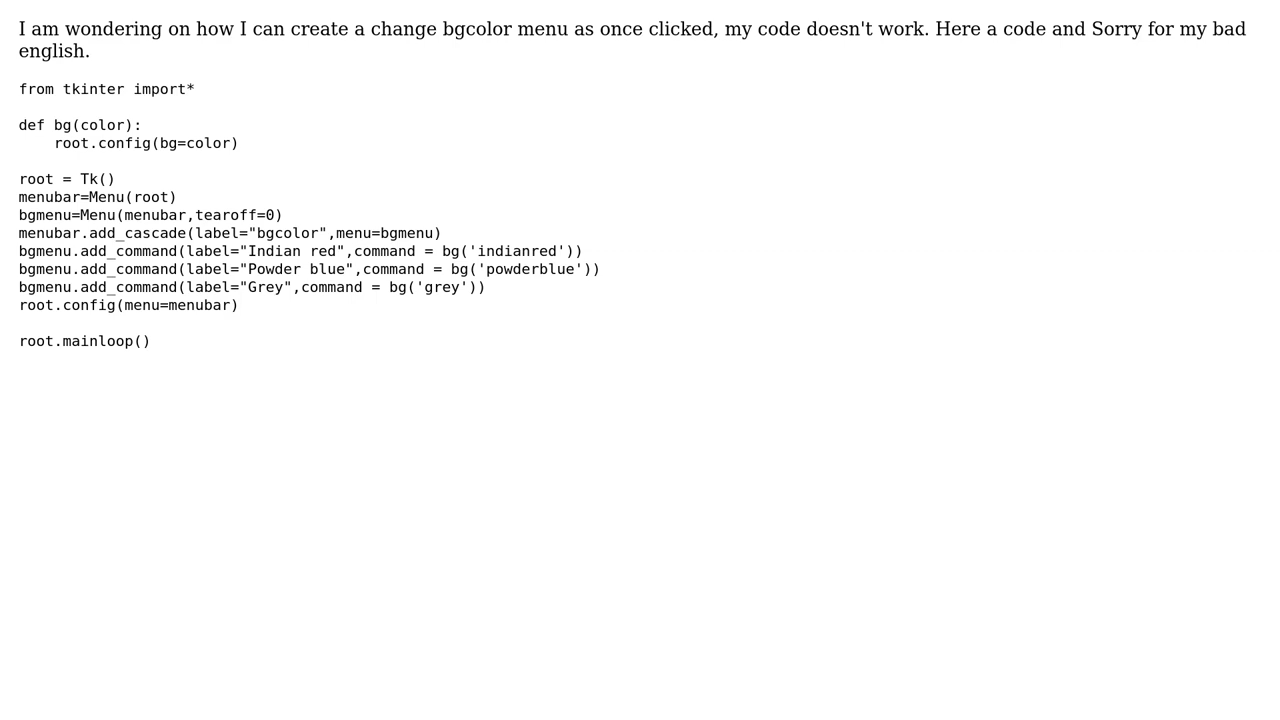 I am wondering on how I can create a change bgcolor menu as once clicked, my code doesn't work. Here a code and Sorry for my bad
english.
from tkinter import*
def bg(color):
    root.config(bg=color)
root = Tk()
menubar=Menu(root)
bgmenu=Menu(menubar,tearoff=0)
menubar.add_cascade(label="bgcolor",menu=bgmenu)
bgmenu.add_command(label="Indian red",command = bg('indianred'))
bgmenu.add_command(label="Powder blue",command = bg('powderblue'))
bgmenu.add_command(label="Grey",command = bg('grey'))
root.config(menu=menubar)
root.mainloop()